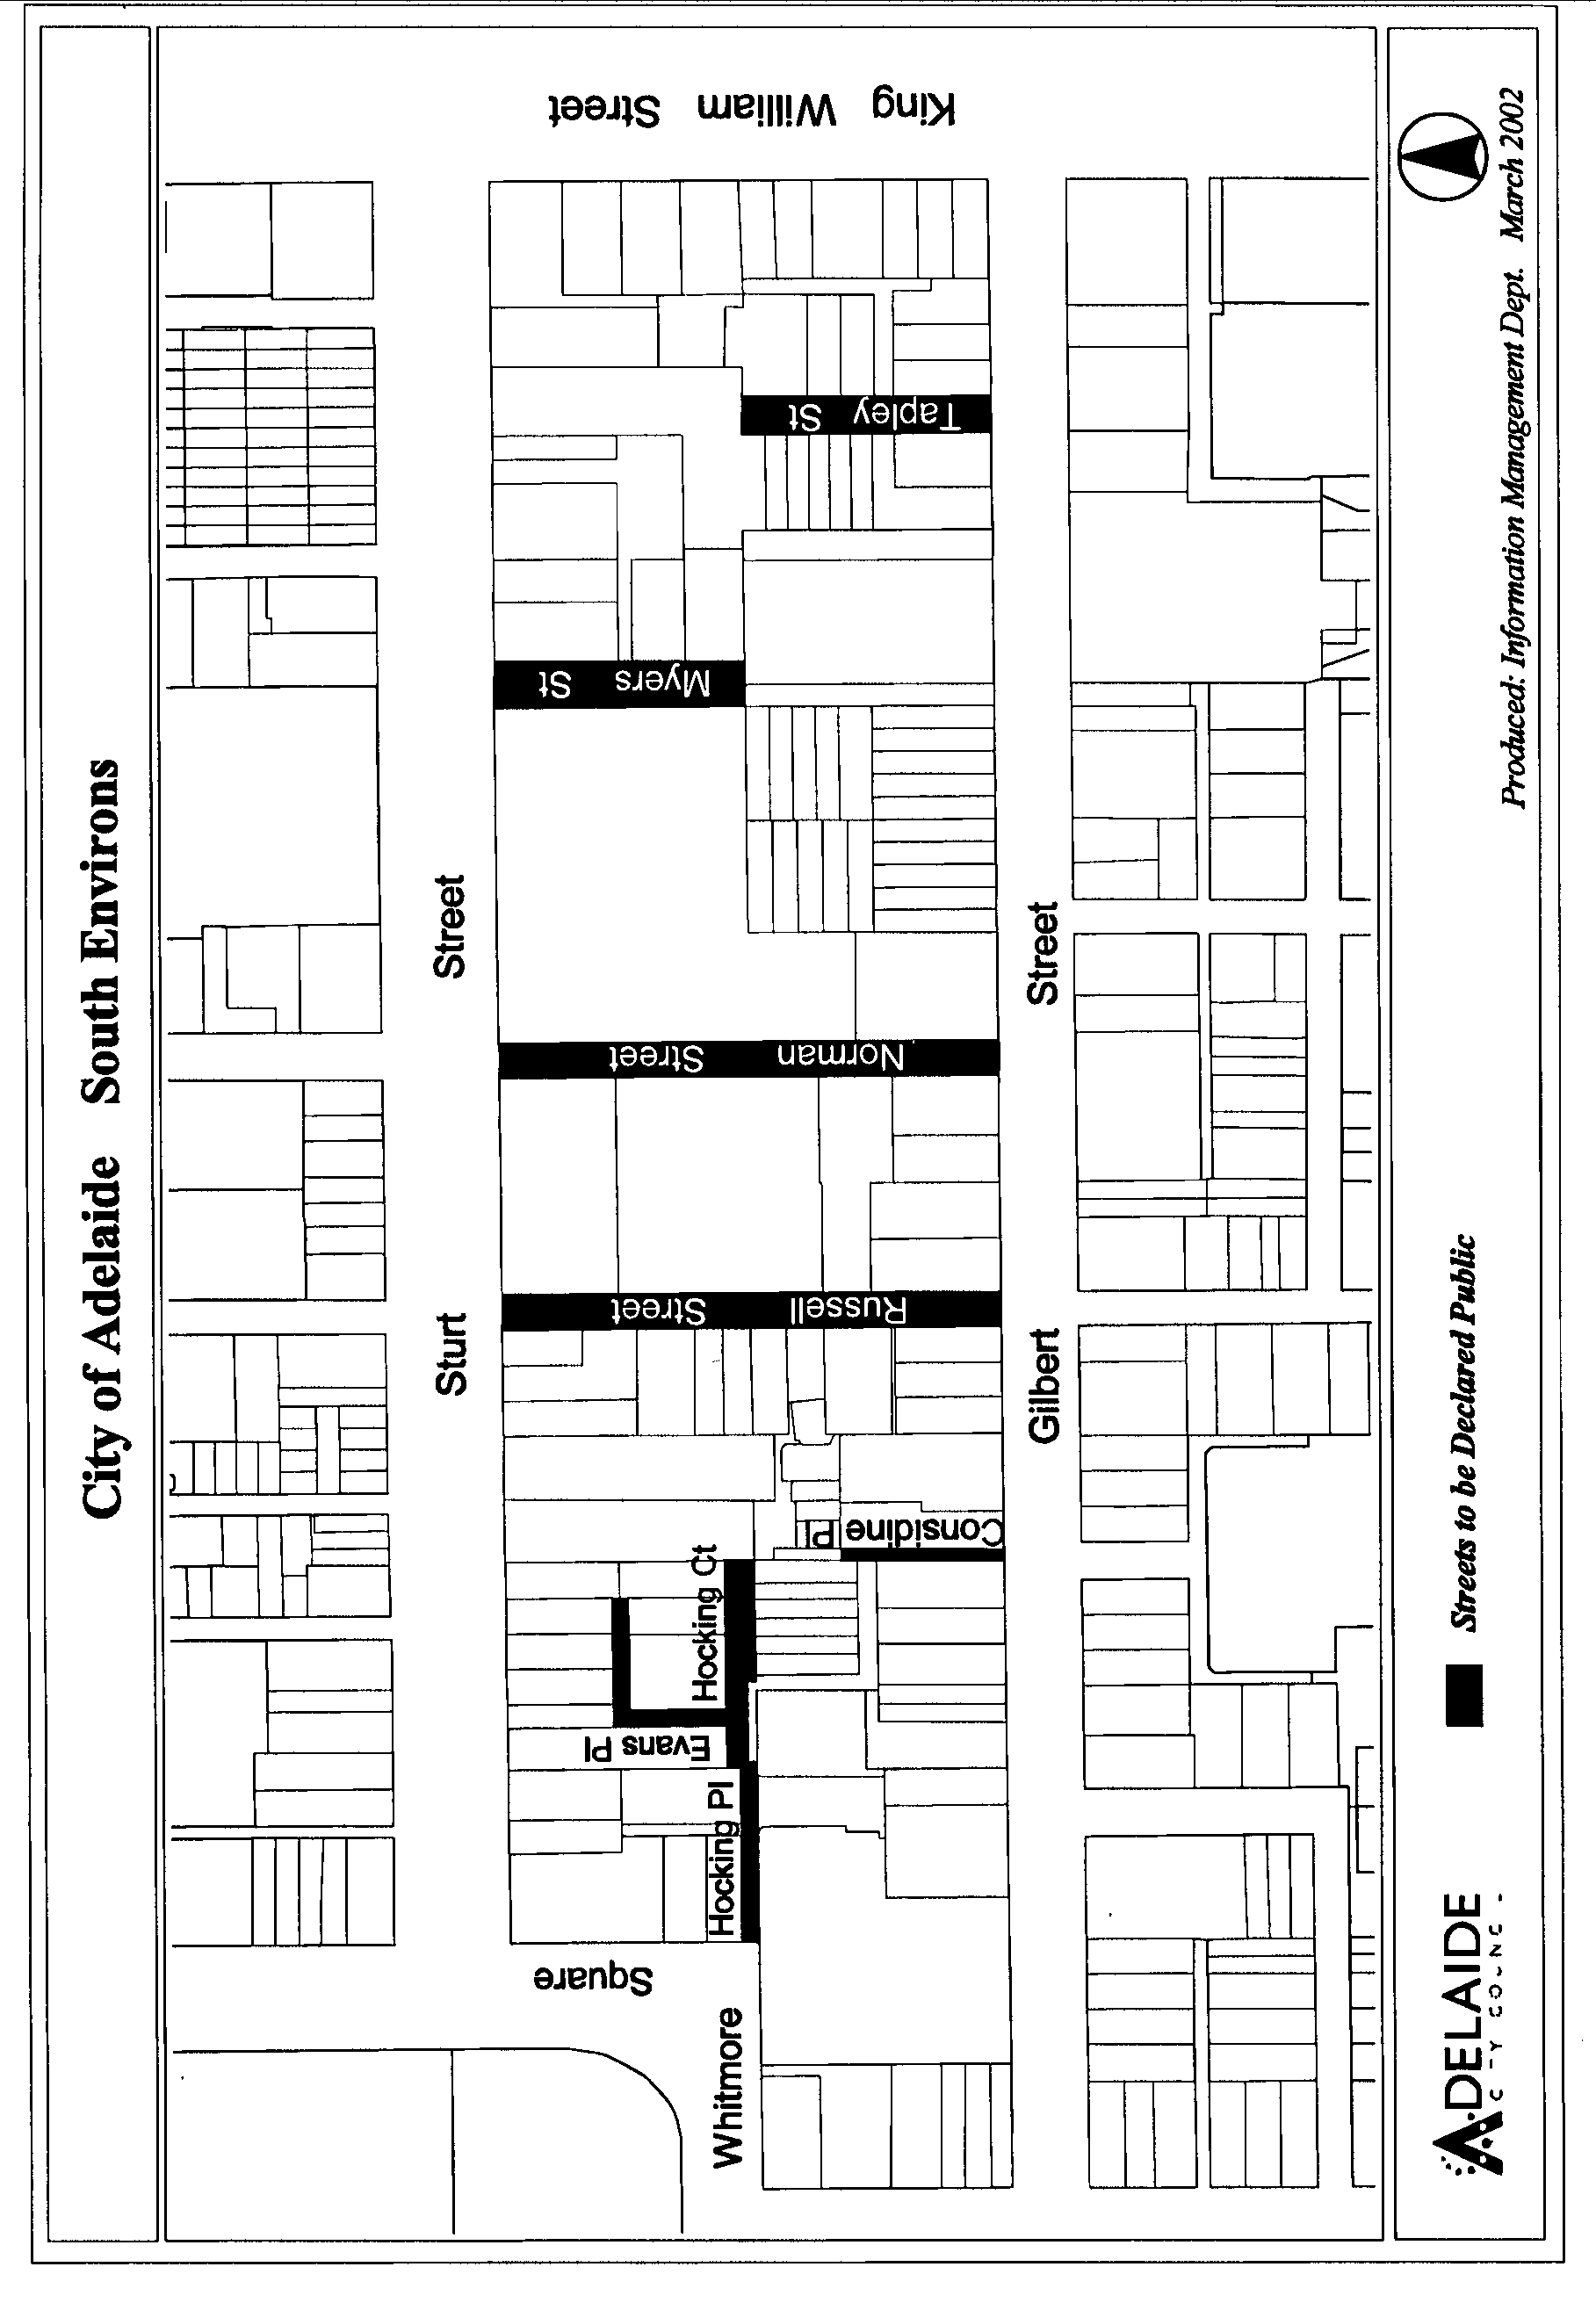 City of Adelaide South Environs
King William Street
Sturt Street
Gilbert Street
Tapley St
Myers St
Norman Street
Russell Street
Considine Pl
Hocking Ct
Evans Pl
Hocking Pl
Whitmore Square
Streets to be Declared Public
Produced: Information Management Dept. March 2002
ADELAIDE